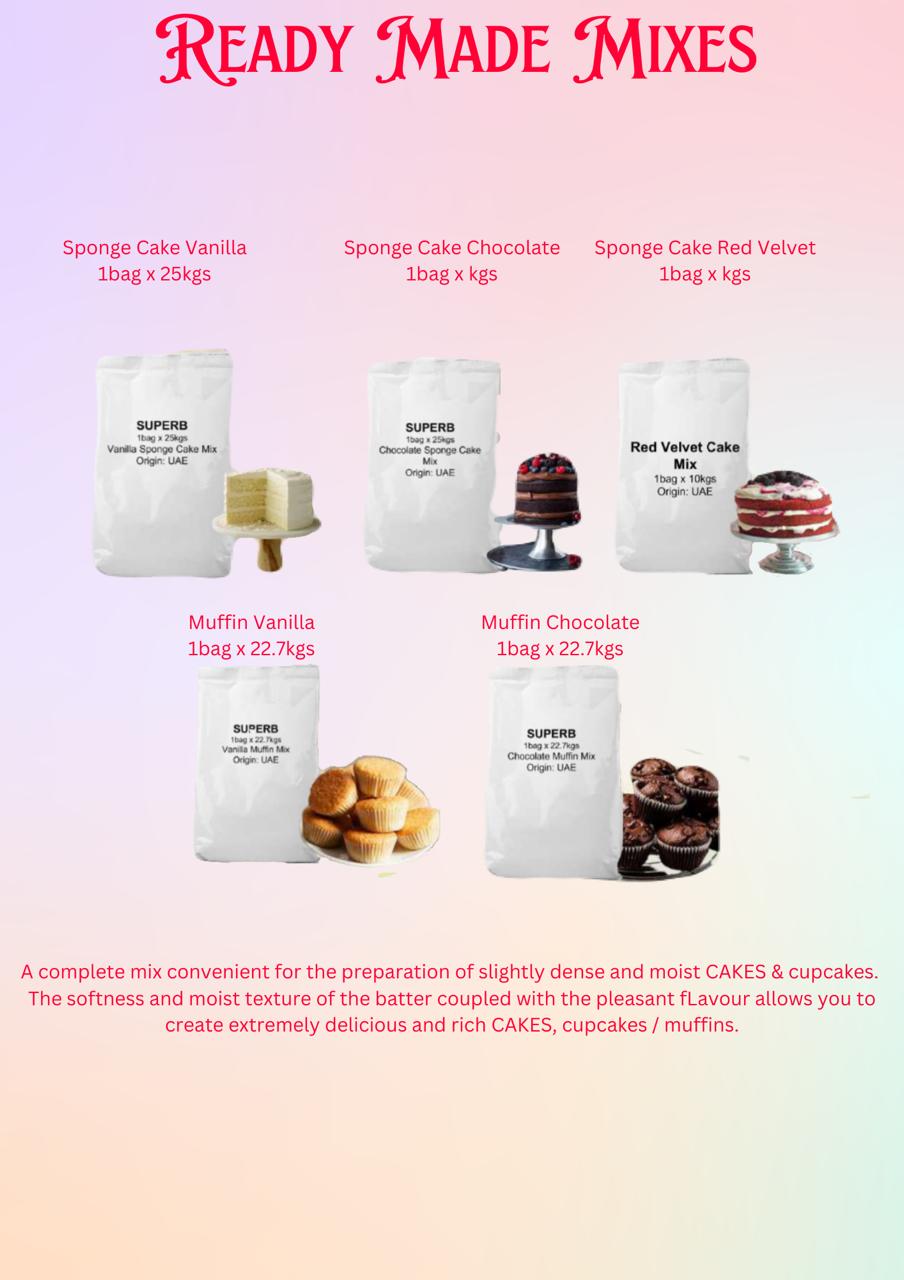 Ready Made Mixes
Sponge Cake Vanilla
1bag x 25kgs
Sponge Cake Chocolate
1bag x kgs
Sponge Cake Red Velvet
1bag x kgs
SUPERB
1bag x 25kgs
Vanilla Sponge Cake Mix
Origin: UAE
SUPERB
1bag x 25kgs
Chocolate Sponge Cake
Mix
Origin: UAE
Red Velvet Cake
Mix
1bag x 10kgs
Origin: UAE
Muffin Vanilla
1bag x 22.7kgs
Muffin Chocolate
1bag x 22.7kgs
SUPERB
1bag x 22.7kgs
Vanilla Muffin Mix
Origin: UAE
SUPERB
1bag x 22.7kgs
Chocolate Muffin Mix
Origin: UAE
A complete mix convenient for the preparation of slightly dense and moist CAKES & cupcakes.
The softness and moist texture of the batter coupled with the pleasant fLavour allows you to
create extremely delicious and rich CAKES, cupcakes / muffins.